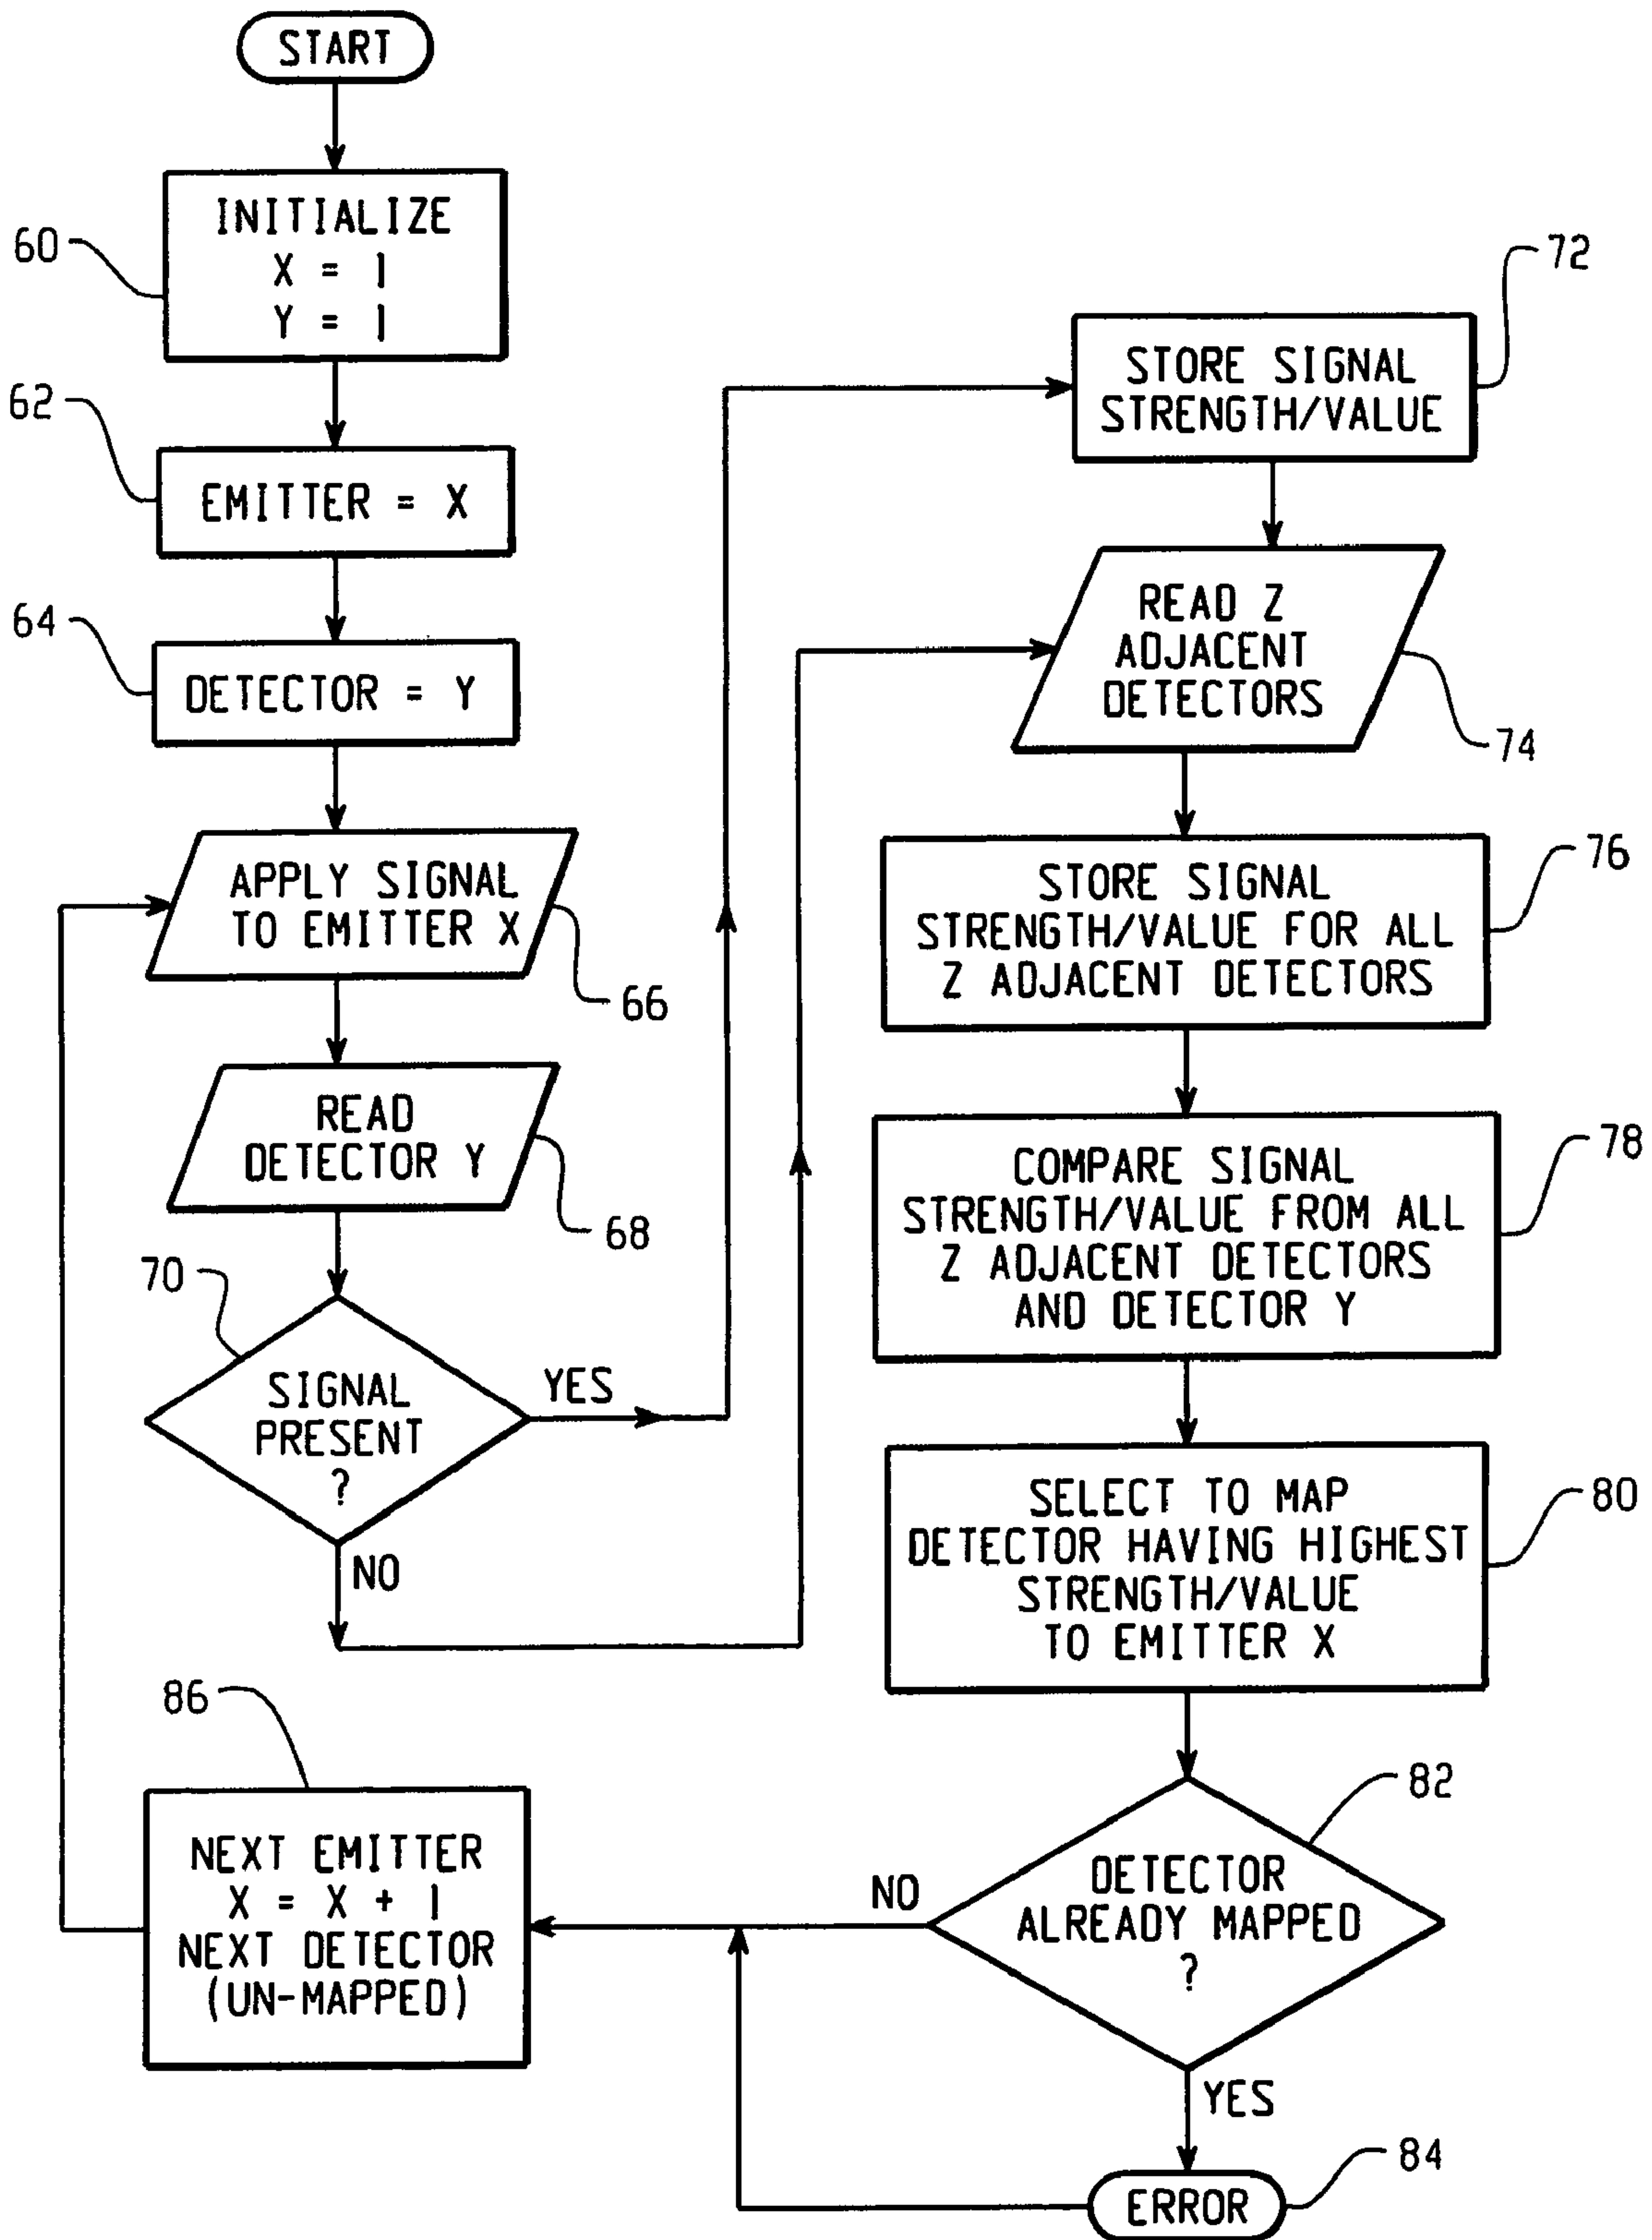 START
INITIALIZE
X = 1
Y = 1
60
EMITTER = X
62
DETECTOR = Y
64
APPLY SIGNAL
TO EMITTER X
66
READ
DETECTOR Y
68
70
SIGNAL
PRESENT
?
YES
NO
72
STORE SIGNAL
STRENGTH/VALUE
READ Z
ADJACENT
DETECTORS
74
STORE SIGNAL
STRENGTH/VALUE FOR ALL
Z ADJACENT DETECTORS
76
COMPARE SIGNAL
STRENGTH/VALUE FROM ALL
Z ADJACENT DETECTORS
AND DETECTOR Y
78
SELECT TO MAP
DETECTOR HAVING HIGHEST
STRENGTH/VALUE
TO EMITTER X
80
82
DETECTOR
ALREADY MAPPED
?
NO
YES
ERROR
84
86
NEXT EMITTER
X = X + 1
NEXT DETECTOR
(UN-MAPPED)